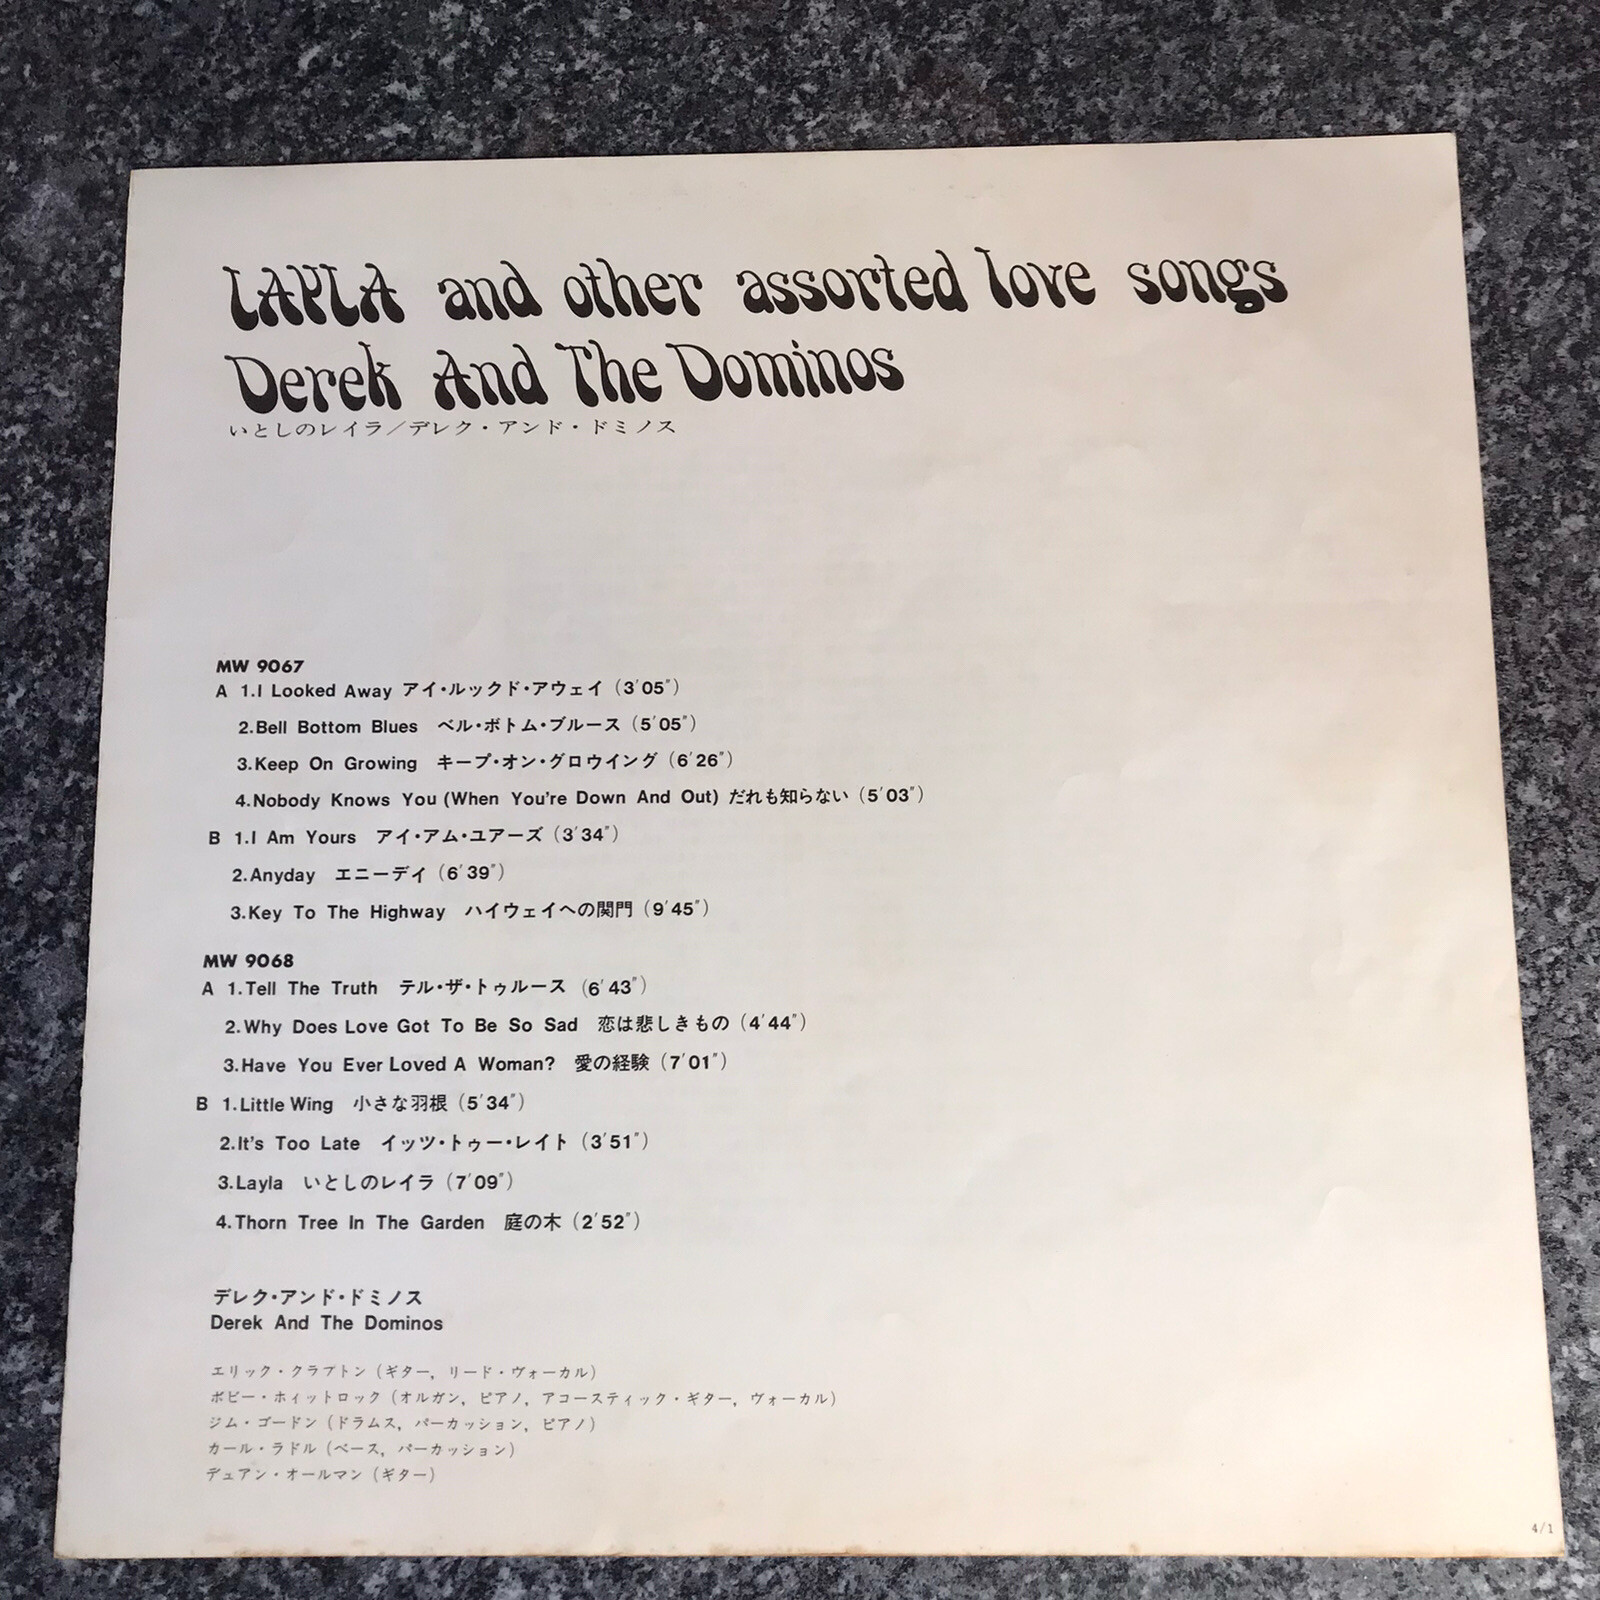 LAYLA and other assorted love songs
Derek And The Dominos
いとしのレイラ／デレク・アンド・ドミノス
MW 9067
A 1.I Looked Away アイ・ルックド・アウェイ（3′05″）
2.Bell Bottom Blues ベル・ボトム・ブルース（5′05″）
3.Keep On Growing キープ・オン・グロウイング（6′26″）
4.Nobody Knows You (When You're Down And Out) だれも知らない（5′03″）
B 1.I Am Yours アイ・アム・ユアーズ（3′34″）
2.Anyday エニーデイ（6′39″）
3.Key To The Highway ハイウェイへの関門（9′45″）
MW 9068
A 1.Tell The Truth テル・ザ・トゥルース（6′43″）
2.Why Does Love Got To Be So Sad 恋は悲しきもの（4′44″）
3.Have You Ever Loved A Woman? 愛の経験（7′01″）
B 1.Little Wing 小さな羽根（5′34″）
2.It's Too Late イッツ・トゥー・レイト（3′51″）
3.Layla いとしのレイラ（7′09″）
4.Thorn Tree In The Garden 庭の木（2′52″）
デレク・アンド・ドミノス
Derek And The Dominos
エリック・クラプトン（ギター，リード・ヴォーカル）
ボビー・ホィットロック（オルガン，ピアノ，アコースティック・ギター，ヴォーカル）
ジム・ゴードン（ドラムス，パーカッション，ピアノ）
カール・ラドル（ベース，パーカッション）
デュアン・オールマン（ギター）
4/1